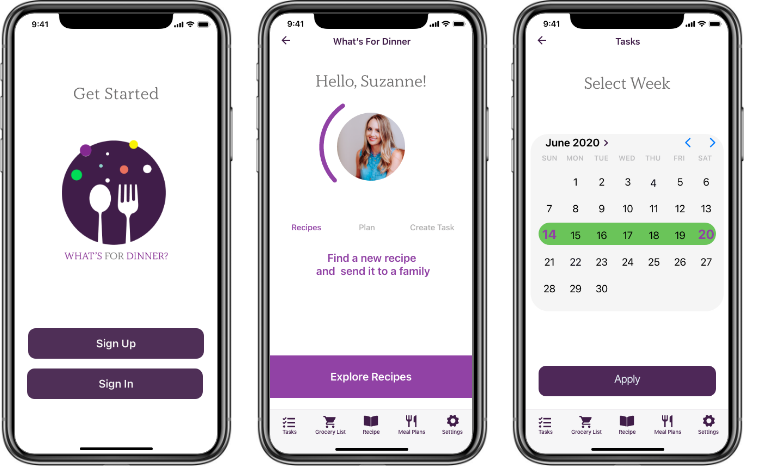 9:41
Get Started
WHAT'S FOR DINNER?
Sign Up
Sign In
9:41
What's For Dinner
Hello, Suzanne!
Recipes Plan Create Task
Find a new recipe
and send it to a family
Explore Recipes
Tasks Grocery List Recipe Meal Plans Settings
9:41
Tasks
Select Week
June 2020
SUN MON TUE WED THU FRI SAT
1 2 3 4 5 6
7 8 9 10 11 12 13
14 15 16 17 18 19 20
21 22 23 24 25 26 27
28 29 30
Apply
Tasks Grocery List Recipe Meal Plans Settings